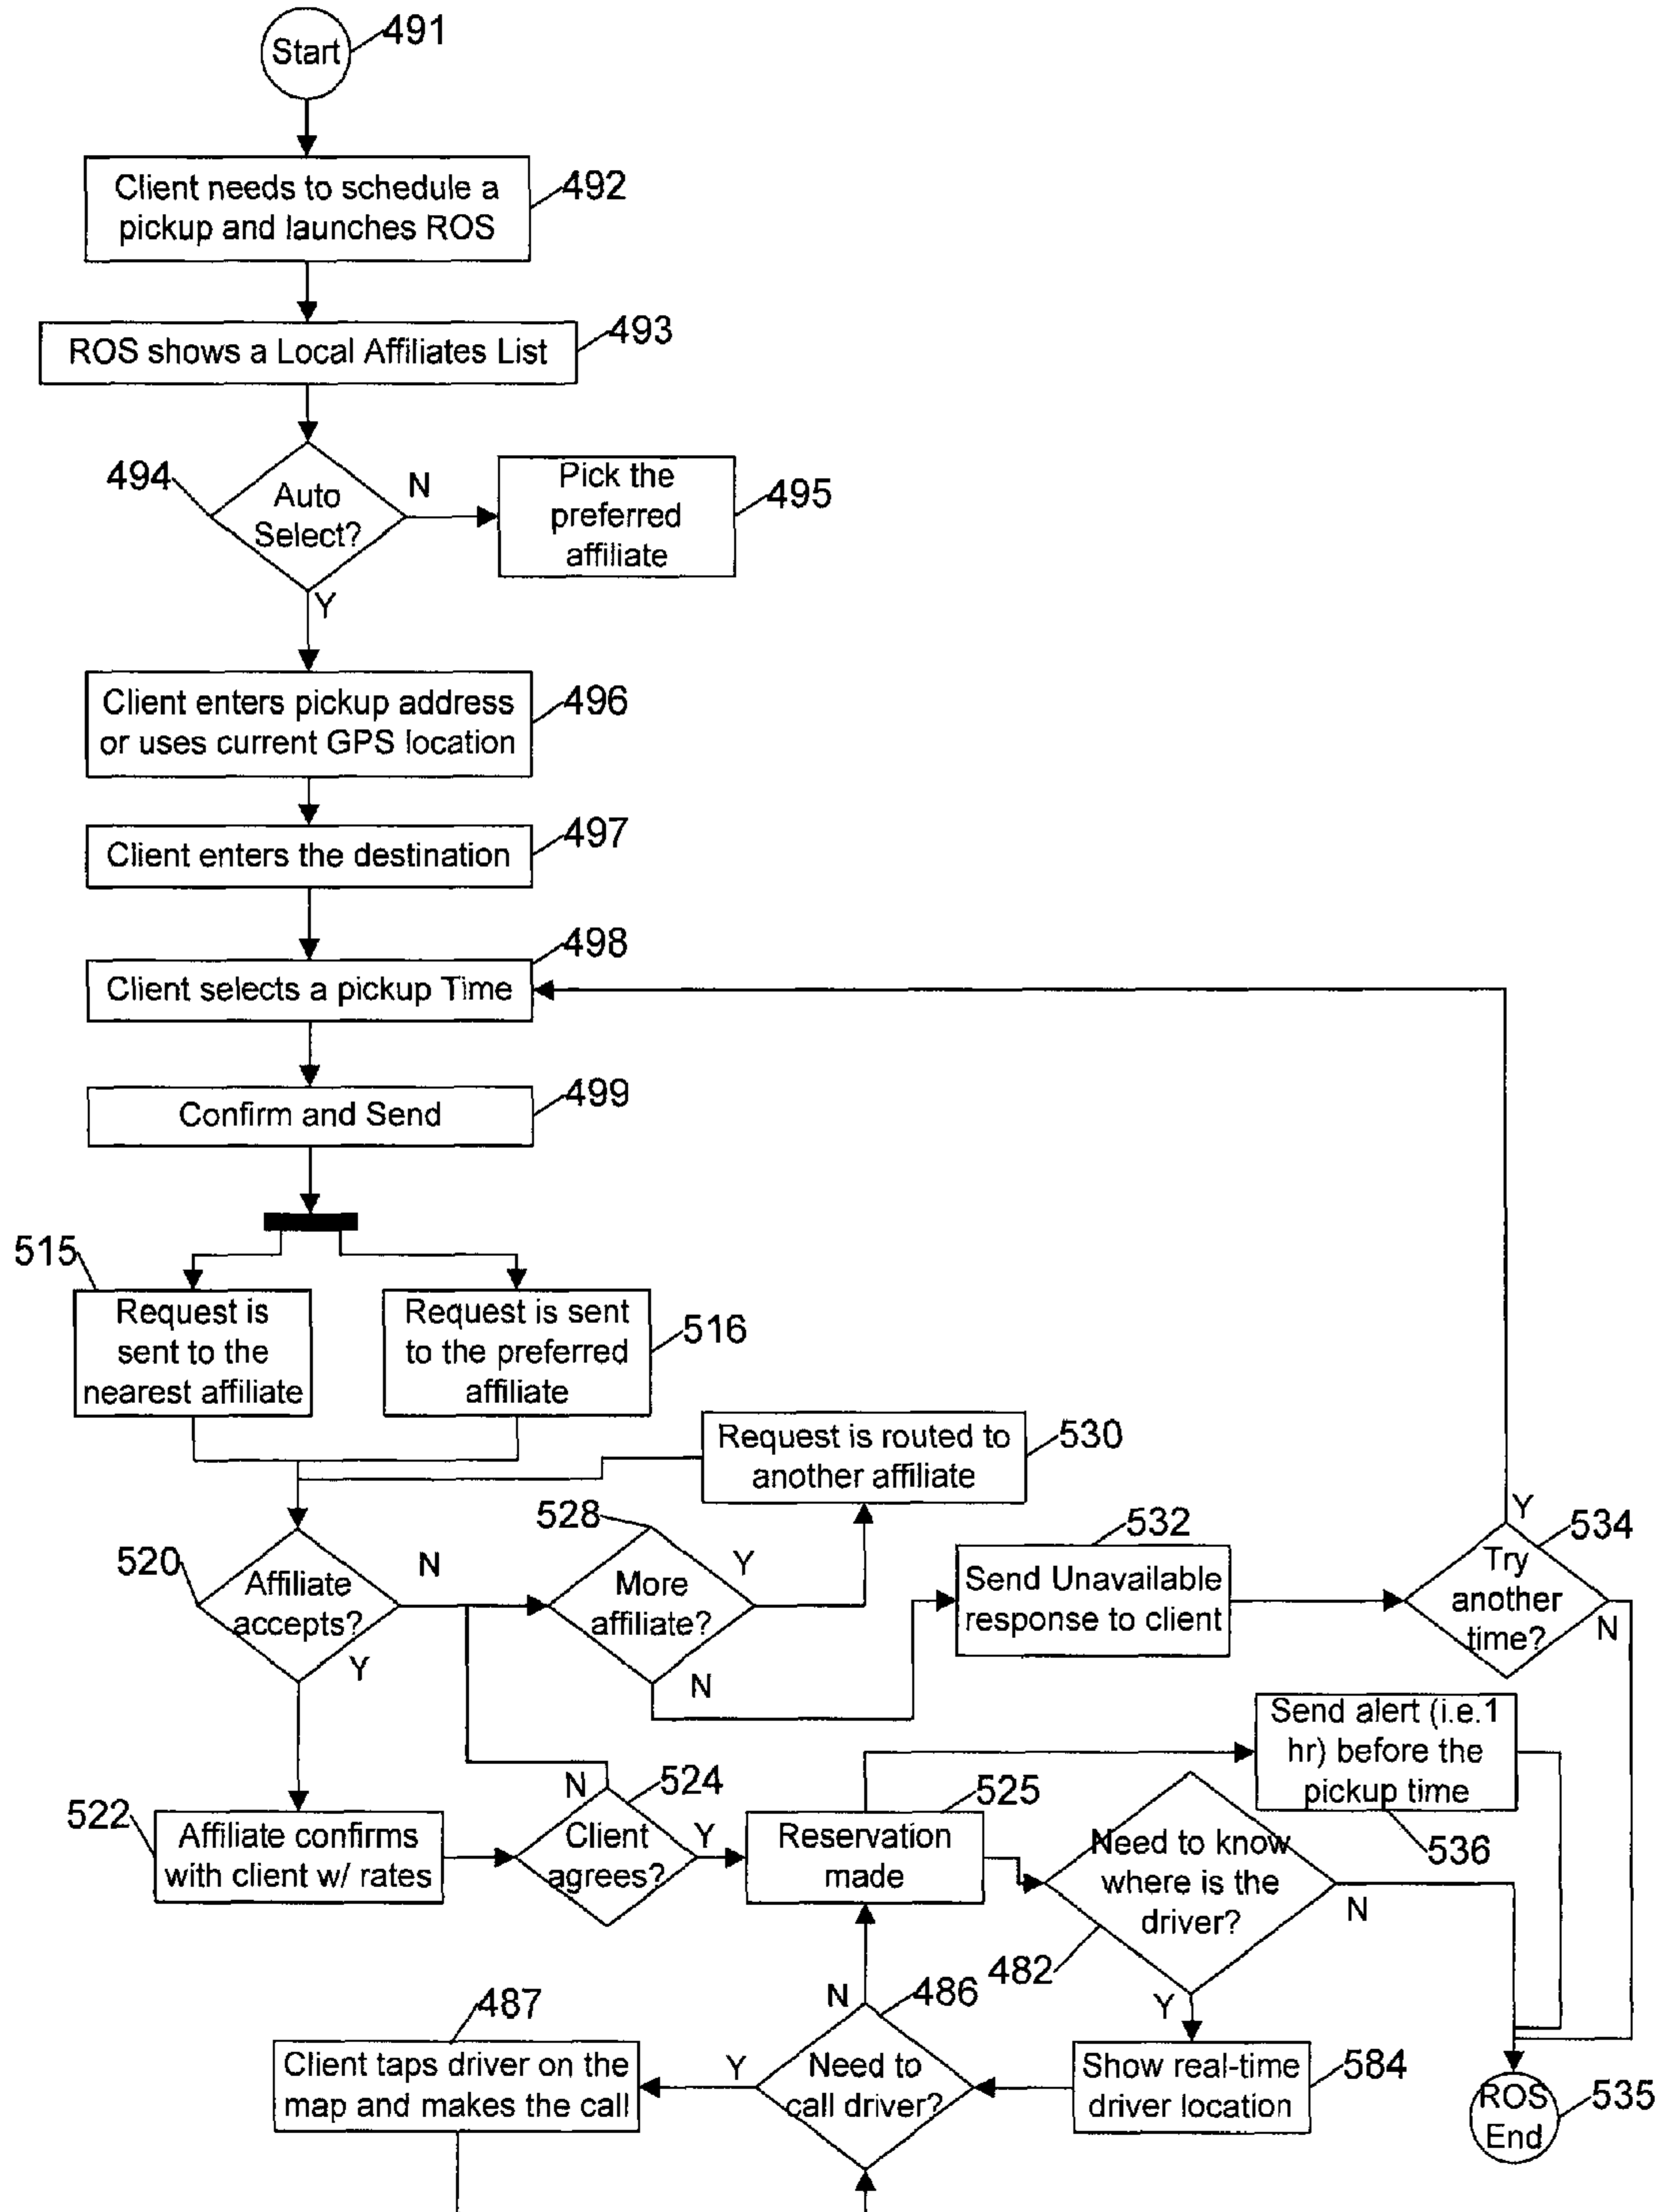 Start
491
Client needs to schedule a
pickup and launches ROS
492
ROS shows a Local Affiliates List
493
494
Auto
Select?
N
Y
Pick the
preferred
affiliate
495
Client enters pickup address
or uses current GPS location
496
Client enters the destination
497
Client selects a pickup Time
498
Confirm and Send
499
515
Request is
sent to the
nearest affiliate
Request is sent
to the preferred
affiliate
516
Request is routed to
another affiliate
530
520
Affiliate
accepts?
N
Y
528
More
affiliate?
Y
N
532
Send Unavailable
response to client
Y
534
Try
another
time?
N
Send alert (i.e.1
hr) before the
pickup time
536
522
Affiliate confirms
with client w/ rates
N
524
Client
agrees?
Y
525
Reservation
made
Need to know
where is the
driver?
482
N
Y
487
Client taps driver on the
map and makes the call
Y
N
486
Need to
call driver?
Show real-time
driver location
584
ROS
End
535